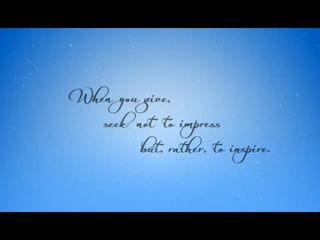 When you give,
seek not to impress
but, rather, to inspire.